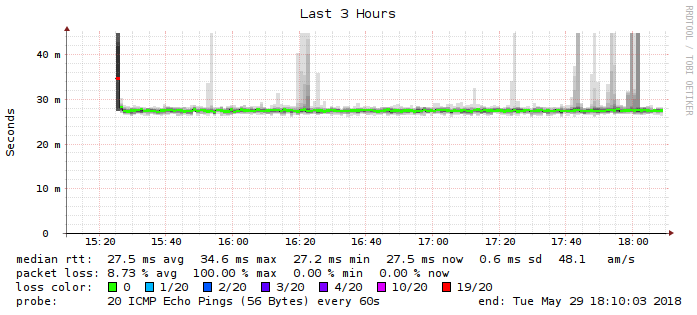 Last 3 Hours
RRDTOOL / TOBI OETIKER
Seconds
40 m
30 m
20 m
10 m
0
15:20 15:40 16:00 16:20 16:40 17:00 17:20 17:40 18:00
median rtt: 27.5 ms avg 34.6 ms max 27.2 ms min 27.5 ms now 0.6 ms sd 48.1 am/s
packet loss: 8.73 % avg 100.00 % max 0.00 % min 0.00 % now
loss color: 0 1/20 2/20 3/20 4/20 10/20 19/20
probe: 20 ICMP Echo Pings (56 Bytes) every 60s end: Tue May 29 18:10:03 2018